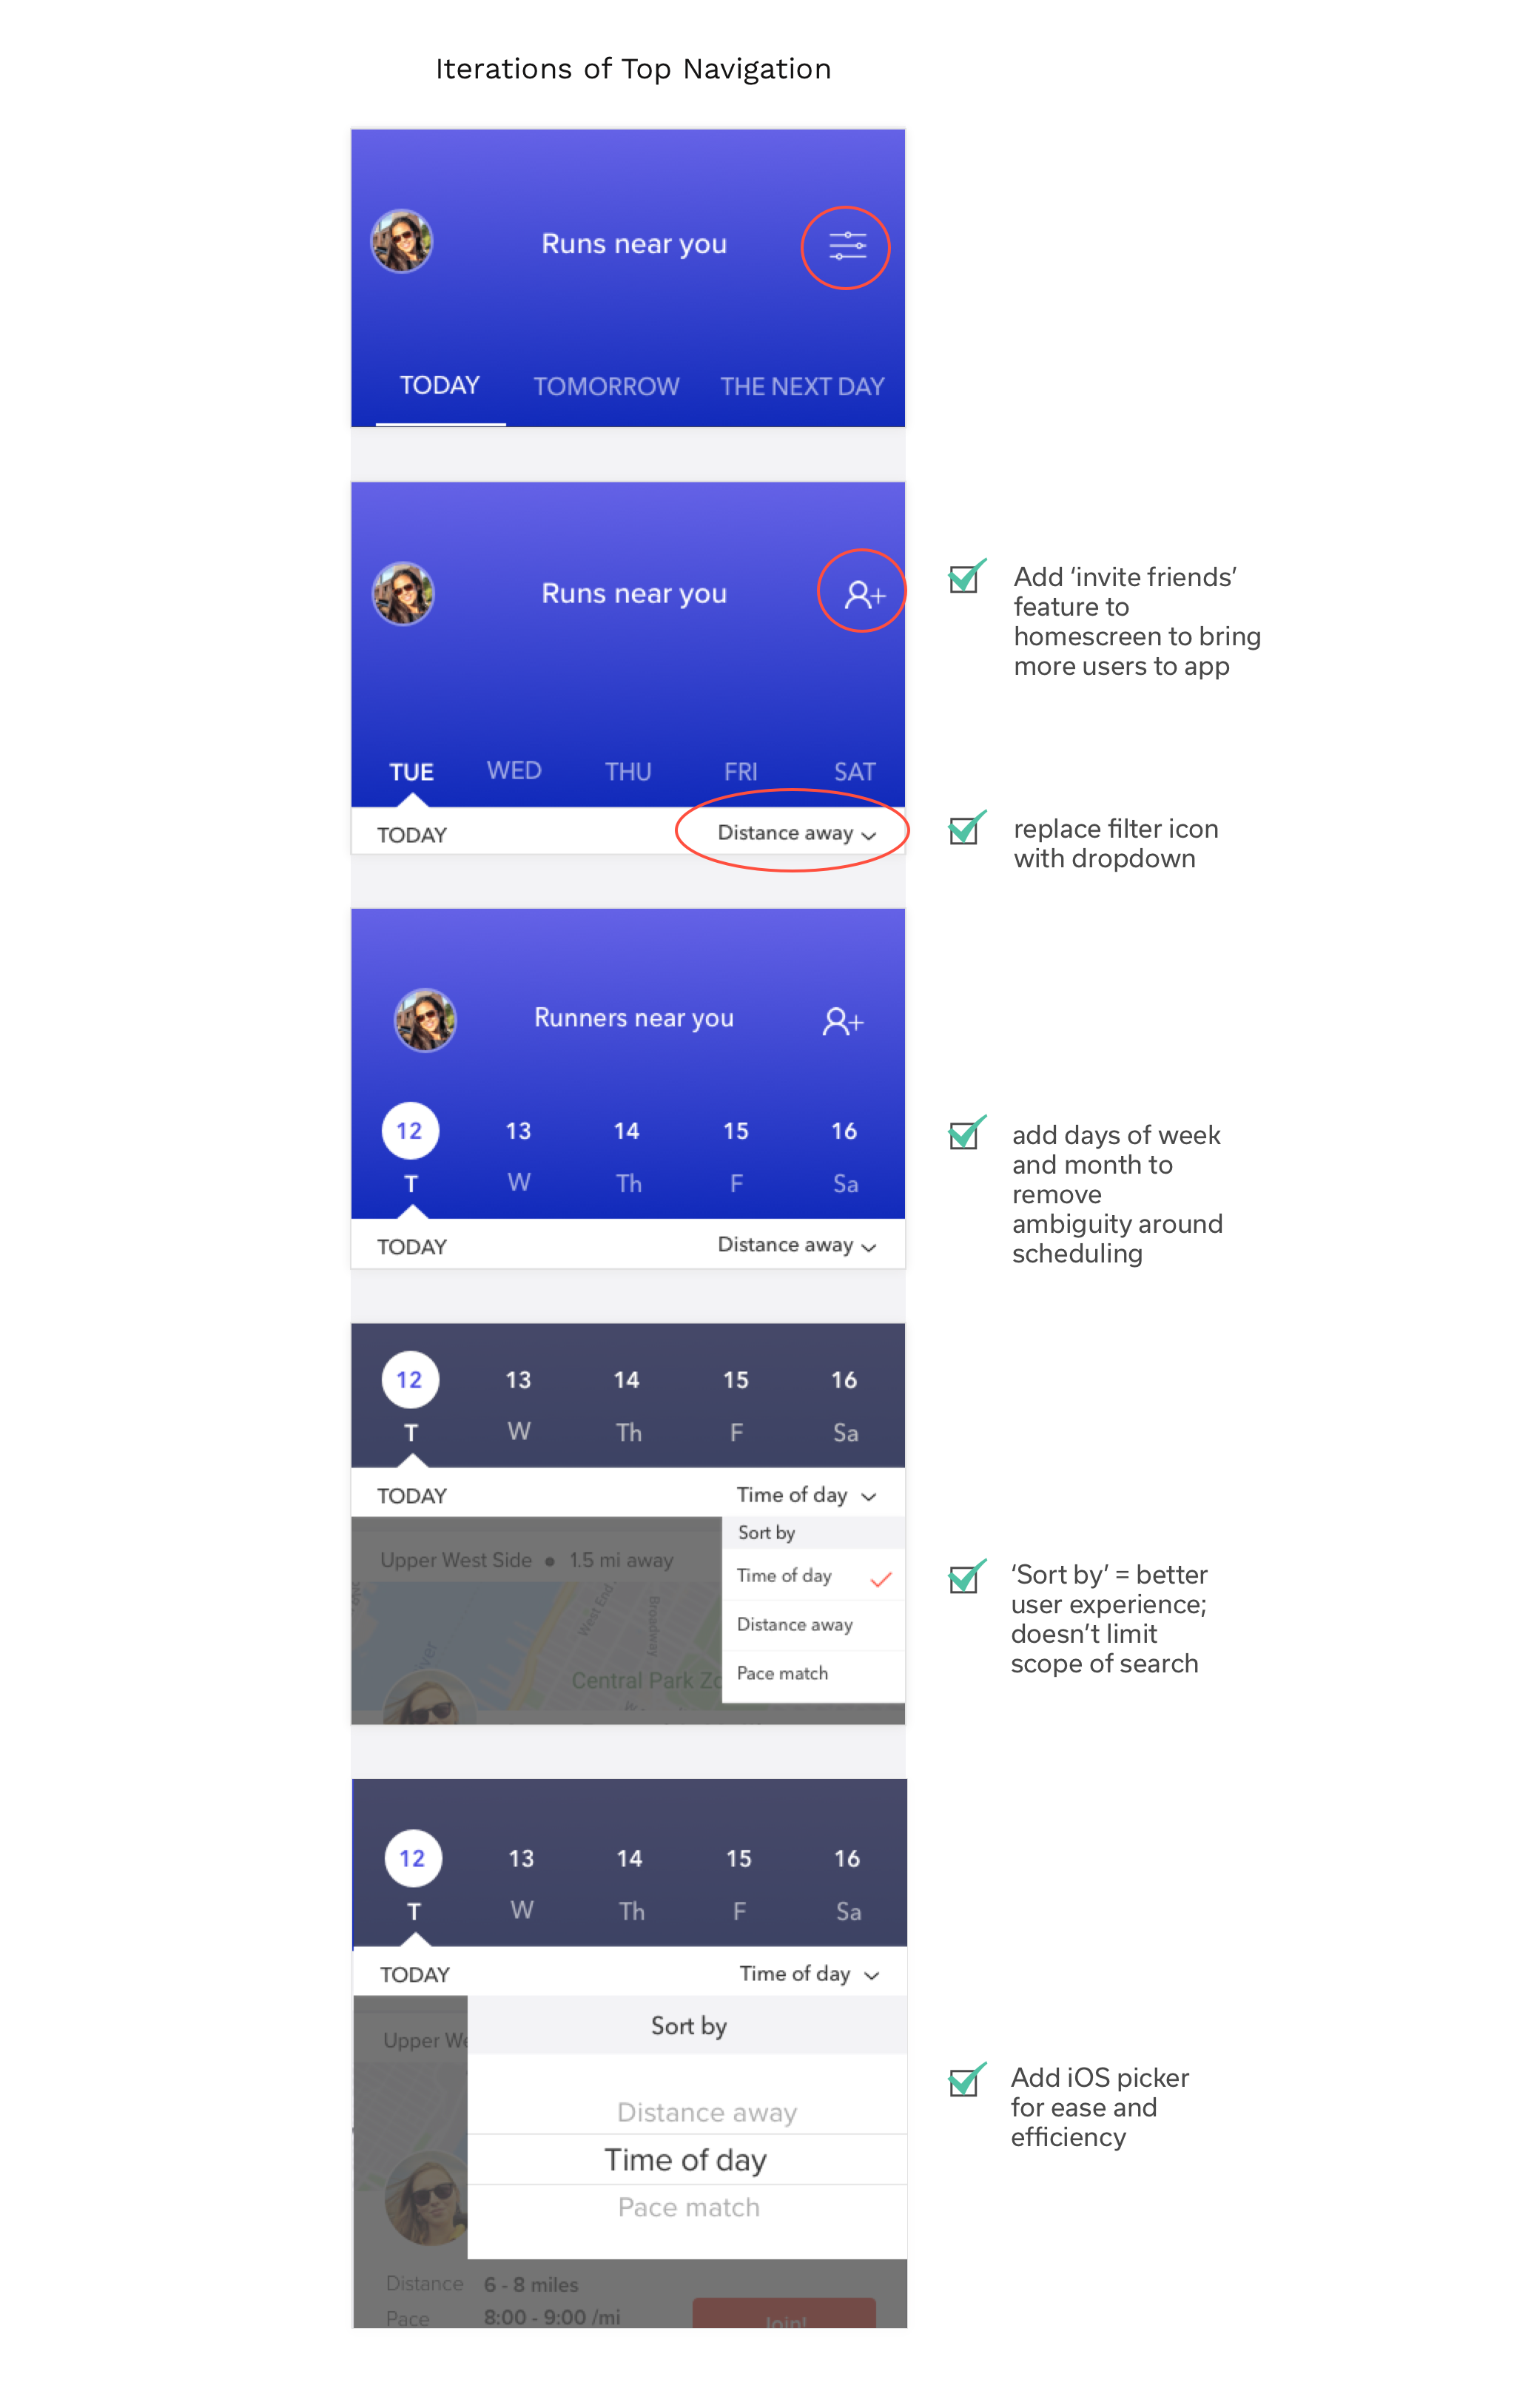 Iterations of Top Navigation
Runs near you
TODAY TOMORROW THE NEXT DAY
Runs near you
Add ‘invite friends’
feature to
homescreen to bring
more users to app
TUE WED THU FRI SAT
TODAY Distance away
replace filter icon
with dropdown
Runners near you
12 13 14 15 16
T W Th F Sa
TODAY Distance away
add days of week
and month to
remove
ambiguity around
scheduling
12 13 14 15 16
T W Th F Sa
TODAY Time of day
Sort by
Upper West Side • 1.5 mi away
Time of day
Distance away
Pace match
West End
Broadway
Central Park Zo
‘Sort by’ = better
user experience;
doesn’t limit
scope of search
12 13 14 15 16
T W Th F Sa
TODAY Time of day
Sort by
Upper We
Distance away
Time of day
Pace match
Add iOS picker
for ease and
efficiency
Distance 6 - 8 miles
Pace 8:00 - 9:00 /mi
Join!